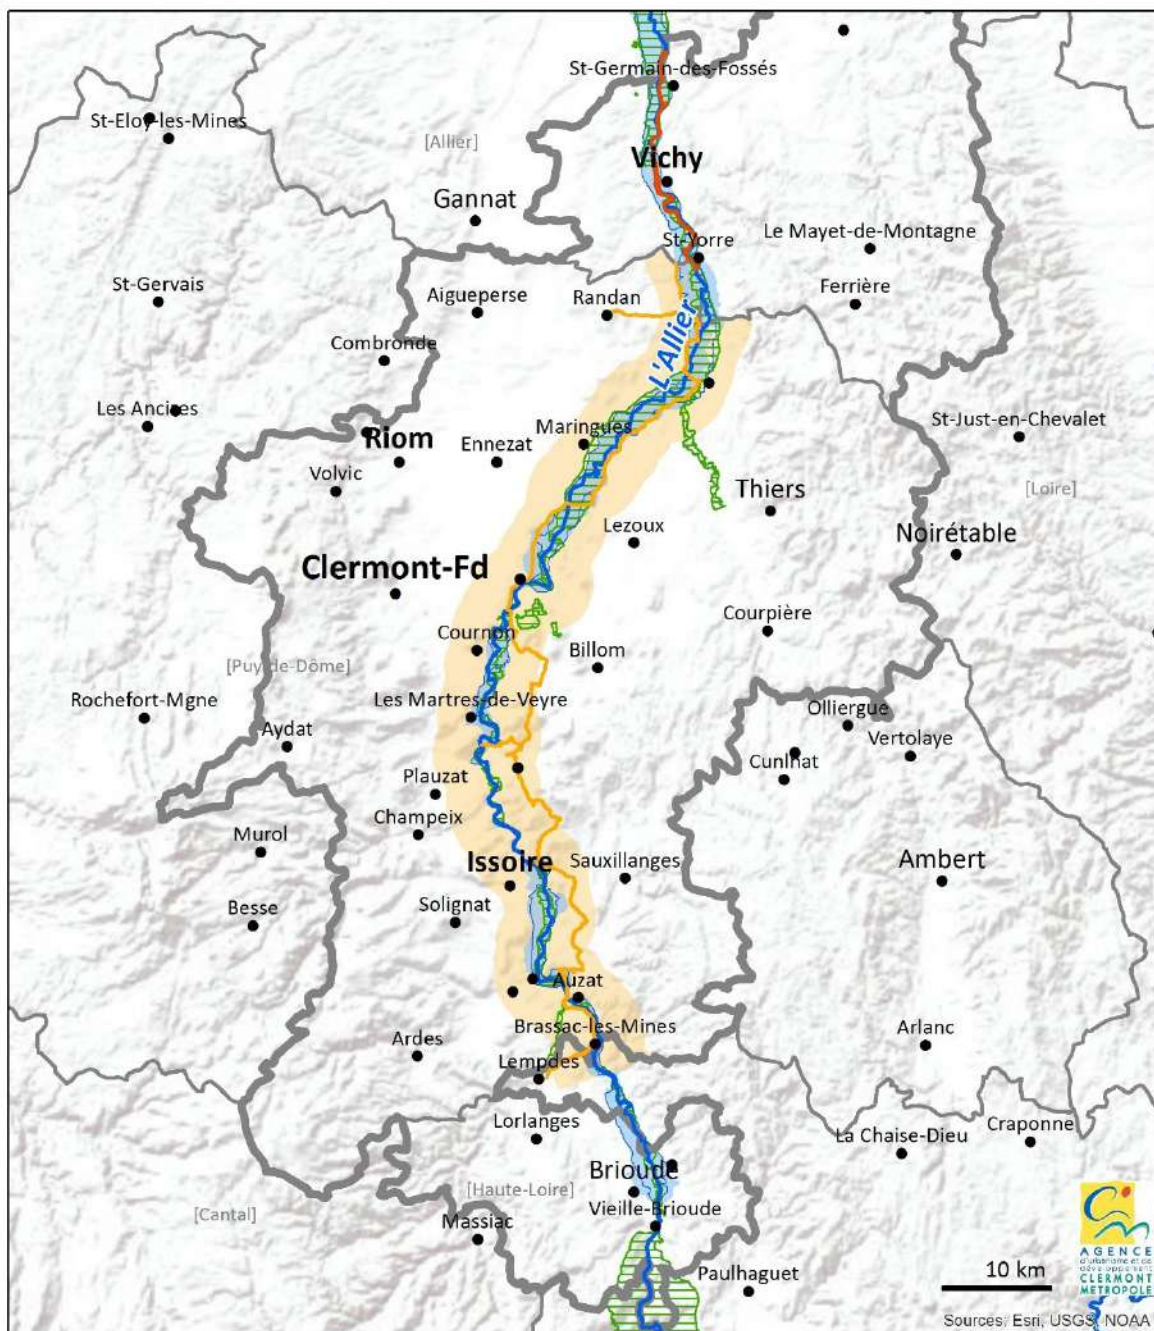 St-Germain-des-Fossés
St-Eloy-les-Mines
[Allier]
Vichy
Gannat
St-Yorre
Le Mayet-de-Montagne
St-Gervais
Aigueperse
Randan
Ferrière
L'Allier
Combronde
Les Ancizes
St-Just-en-Chevalet
Maringues
Riom
Ennezat
Volvic
Thiers
[Loire]
Lezoux
Noirétable
Clermont-Fd
Courpière
Cournon
Billom
[Puy-de-Dôme]
Rochefort-Mgne
Les Martres-de-Veyre
Olliergue
Aydat
Vertolaye
Cunlhat
Plauzat
Champeix
Murol
Issoire
Sauxillanges
Ambert
Besse
Solignat
Auzat
Brassac-les-Mines
Arlanc
Ardes
Lempdes
Lorlanges
Craponne
La Chaise-Dieu
Brioude
[Haute-Loire]
Vieille-Brioude
[Cantal]
Massiac
Paulhaguet
10 km
AGENCE
d'urbanisme et de
développement
CLERMONT
METROPOLE
Sources: Esri, USGS, NOAA